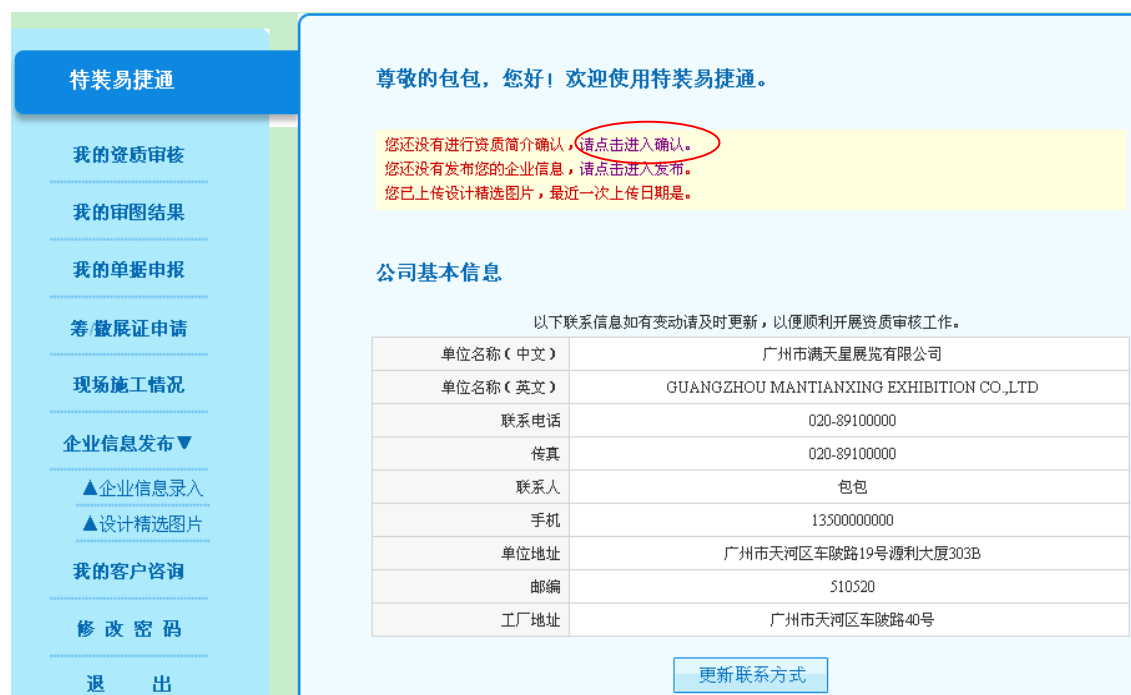 特装易捷通
我的资质审核
我的审图结果
我的单据申报
筹/撤展证申请
现场施工情况
企业信息发布▼
▲企业信息录入
▲设计精选图片
我的客户咨询
修 改 密 码
退 出
尊敬的包包，您好！欢迎使用特装易捷通。
您还没有进行资质简介确认，请点击进入确认。
您还没有发布您的企业信息，请点击进入发布。
您已上传设计精选图片，最近一次上传日期是。
公司基本信息
以下联系信息如有变动请及时更新，以便顺利开展资质审核工作。
单位名称（中文） 广州市满天星展览有限公司
单位名称（英文） GUANGZHOU MANTIANXING EXHIBITION CO.,LTD
联系电话 020-89100000
传真 020-89100000
联系人 包包
手机 13500000000
单位地址 广州市天河区车陂路19号源利大厦303B
邮编 510520
工厂地址 广州市天河区车陂路40号
更新联系方式